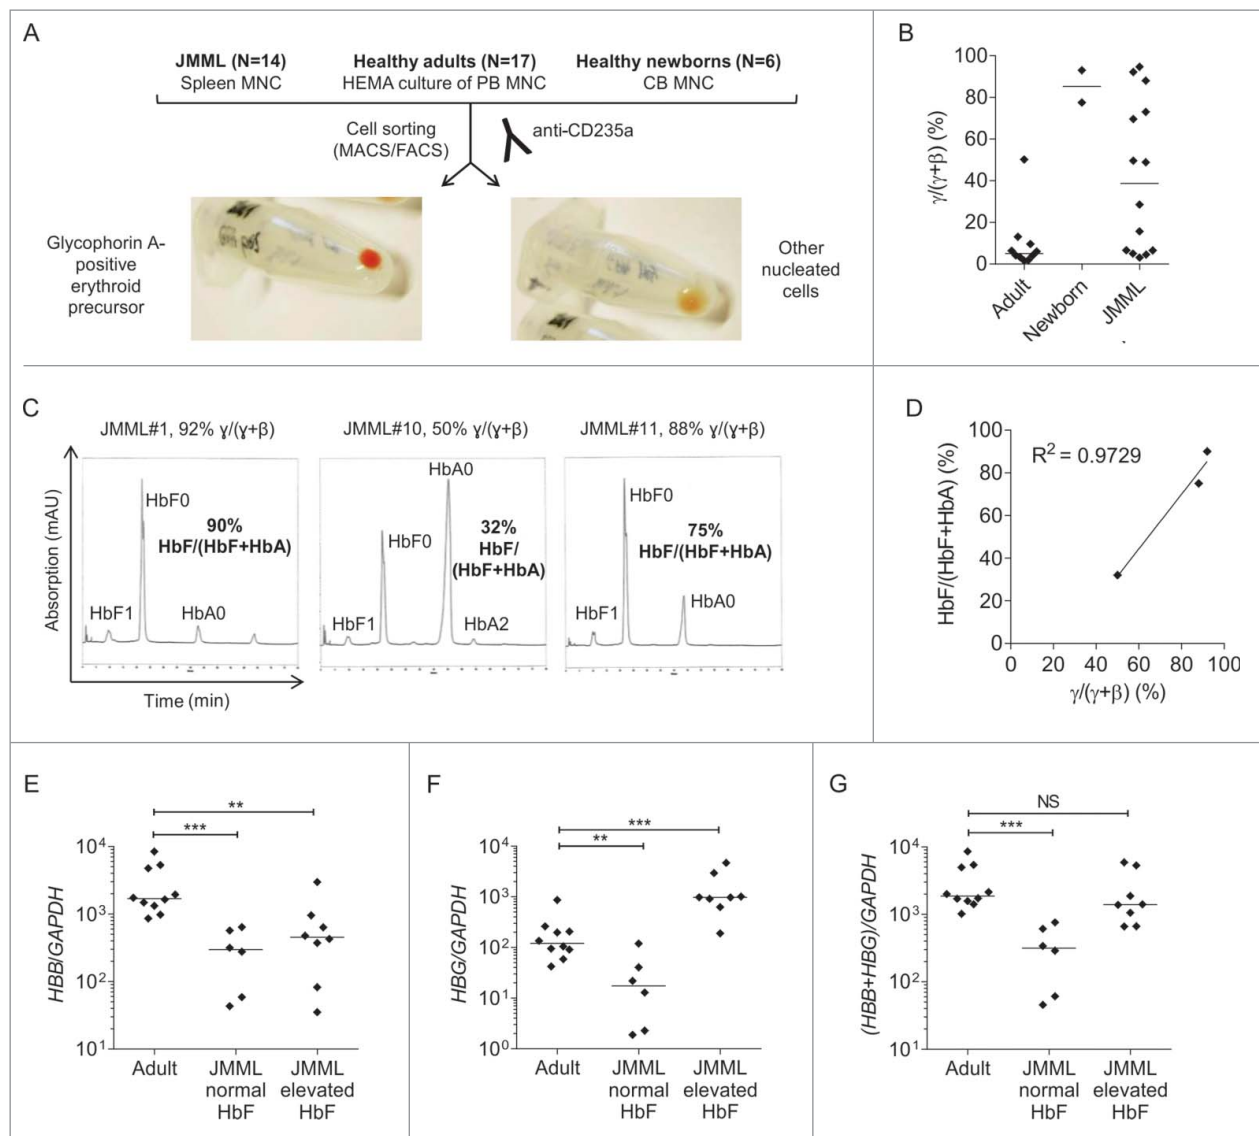 A
JMML (N=14)
Spleen MNC
Healthy adults (N=17)
HEMA culture of PB MNC
Healthy newborns (N=6)
CB MNC
Cell sorting
(MACS/FACS)
anti-CD235a
Glycophorin A-
positive
erythroid
precursor
Other
nucleated
cells
B
γ/(γ+β) (%)
100
80
60
40
20
0
Adult
Newborn
JMML
C
JMML#1, 92% ɣ/(ɣ+β)
JMML#10, 50% ɣ/(ɣ+β)
JMML#11, 88% ɣ/(ɣ+β)
Absorption (mAU)
HbF0
90%
HbF/(HbF+HbA)
HbF1
HbA0
HbA0
HbF0
32%
HbF/
(HbF+HbA)
HbF1
HbA2
HbF0
75%
HbF/(HbF+HbA)
HbF1
HbA0
Time (min)
D
HbF/(HbF+HbA) (%)
100
80
60
40
20
0
R² = 0.9729
0 20 40 60 80 100
γ/(γ+β) (%)
E
**
***
HBB/GAPDH
10⁴
10³
10²
10¹
Adult
JMML
normal
HbF
JMML
elevated
HbF
F
***
**
HBG/GAPDH
10⁴
10³
10²
10¹
10⁰
Adult
JMML
normal
HbF
JMML
elevated
HbF
G
NS
***
(HBB+HBG)/GAPDH
10⁴
10³
10²
10¹
Adult
JMML
normal
HbF
JMML
elevated
HbF